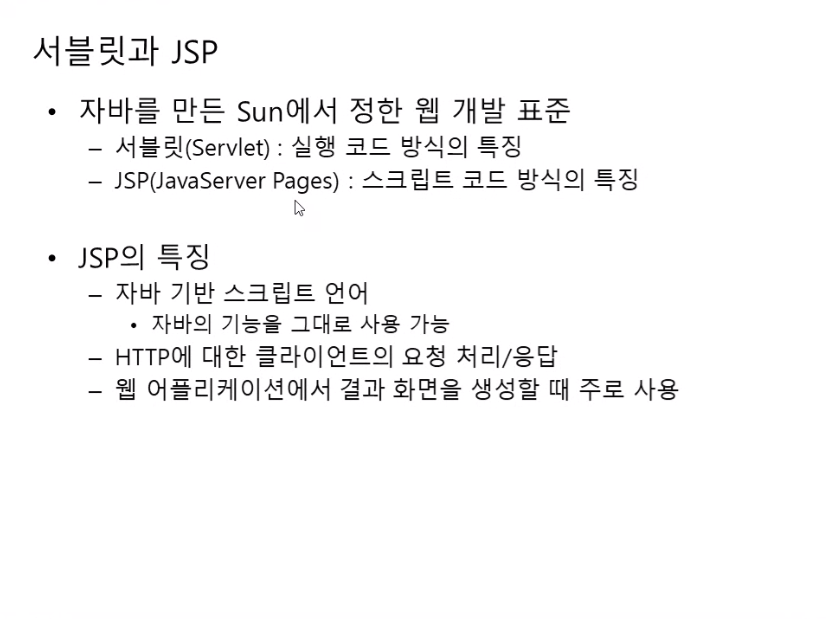 서블릿과 JSP
• 자바를 만든 Sun에서 정한 웹 개발 표준
– 서블릿(Servlet) : 실행 코드 방식의 특징
– JSP(JavaServer Pages) : 스크립트 코드 방식의 특징
• JSP의 특징
– 자바 기반 스크립트 언어
• 자바의 기능을 그대로 사용 가능
– HTTP에 대한 클라이언트의 요청 처리/응답
– 웹 어플리케이션에서 결과 화면을 생성할 때 주로 사용